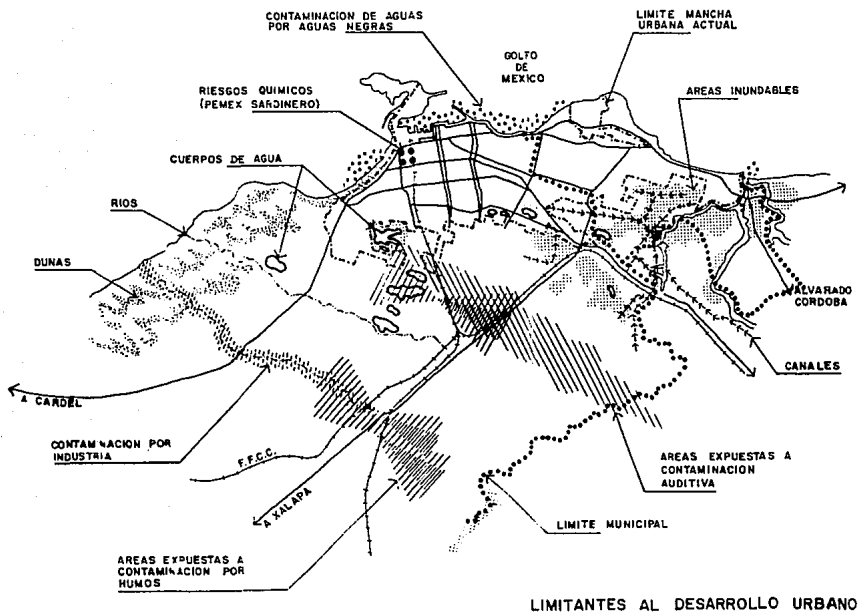 CONTAMINACION DE AGUAS
POR AGUAS NEGRAS
LIMITE MANCHA
URBANA ACTUAL
GOLFO
DE
MEXICO
RIESGOS QUIMICOS
(PEMEX SARDINERO)
AREAS INUNDABLES
CUERPOS DE AGUA
RIOS
DUNAS
ALVARADO
CORDOBA
CANALES
A CARDEL
CONTAMINACION POR
INDUSTRIA
F.F.C.C.
A XALAPA
AREAS EXPUESTAS A
CONTAMINACION
AUDITIVA
LIMITE MUNICIPAL
AREAS EXPUESTAS A
CONTAMINACION POR
HUMOS
LIMITANTES AL DESARROLLO URBANO